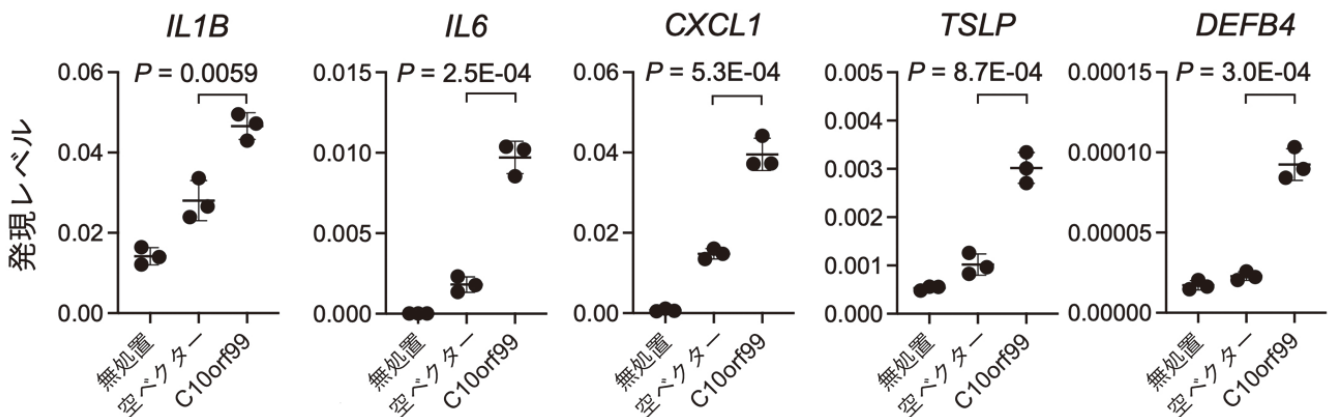 IL1B
IL6
CXCL1
TSLP
DEFB4
発現レベル
0.06
0.04
0.02
0.00
P = 0.0059
無処置
空ベクター
C10orf99
0.015
0.010
0.005
0.000
P = 2.5E-04
無処置
空ベクター
C10orf99
0.06
0.04
0.02
0.00
P = 5.3E-04
無処置
空ベクター
C10orf99
0.005
0.004
0.003
0.002
0.001
0.000
P = 8.7E-04
無処置
空ベクター
C10orf99
0.00015
0.00010
0.00005
0.00000
P = 3.0E-04
無処置
空ベクター
C10orf99